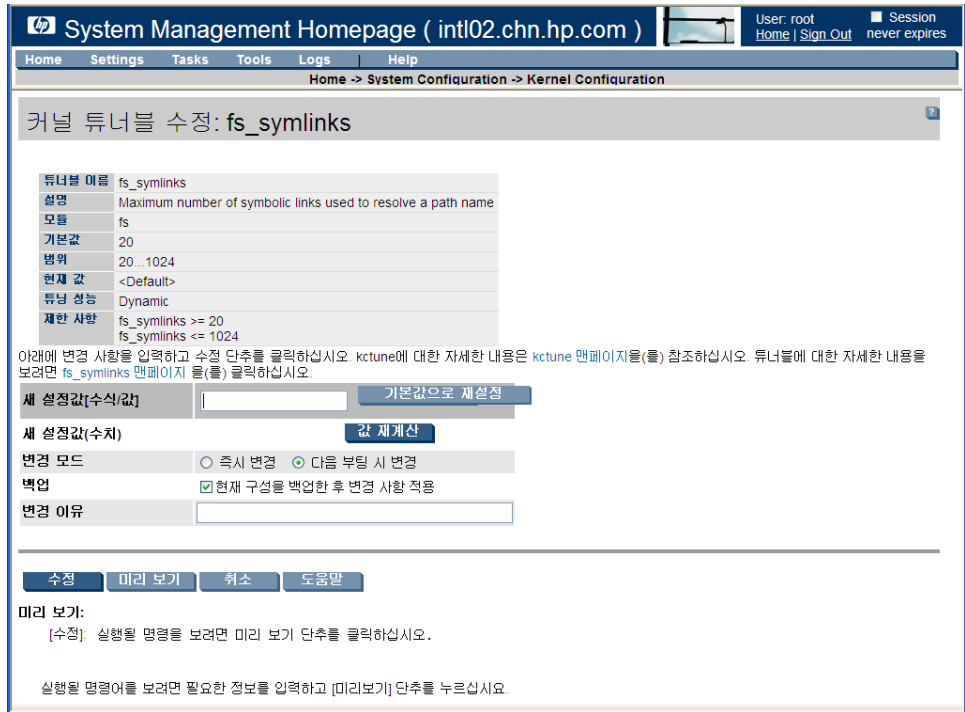 System Management Homepage ( intl02.chn.hp.com )
User: root
Home | Sign Out
Session
never expires
Home Settings Tasks Tools Logs | Help
Home -> System Configuration -> Kernel Configuration
커널 튜너블 수정: fs_symlinks
?
튜너블 이름 fs_symlinks
설명 Maximum number of symbolic links used to resolve a path name
모듈 fs
기본값 20
범위 20...1024
현재 값 <Default>
튜닝 성능 Dynamic
제한 사항 fs_symlinks >= 20
fs_symlinks <= 1024
아래에 변경 사항을 입력하고 수정 단추를 클릭하십시오. kctune에 대한 자세한 내용은 kctune 맨페이지을(를) 참조하십시오. 튜너블에 대한 자세한 내용을
보려면 fs_symlinks 맨페이지 을(를) 클릭하십시오.
새 설정값[수식/값] 기본값으로 재설정
새 설정값(수치) 값 재계산
변경 모드 즉시 변경 다음 부팅 시 변경
백업 현재 구성을 백업한 후 변경 사항 적용
변경 이유
수정 미리 보기 취소 도움말
미리 보기:
[수정]: 실행될 명령을 보려면 미리 보기 단추를 클릭하십시오.
실행될 명령어를 보려면 필요한 정보를 입력하고 [미리보기] 단추를 누르십시요.